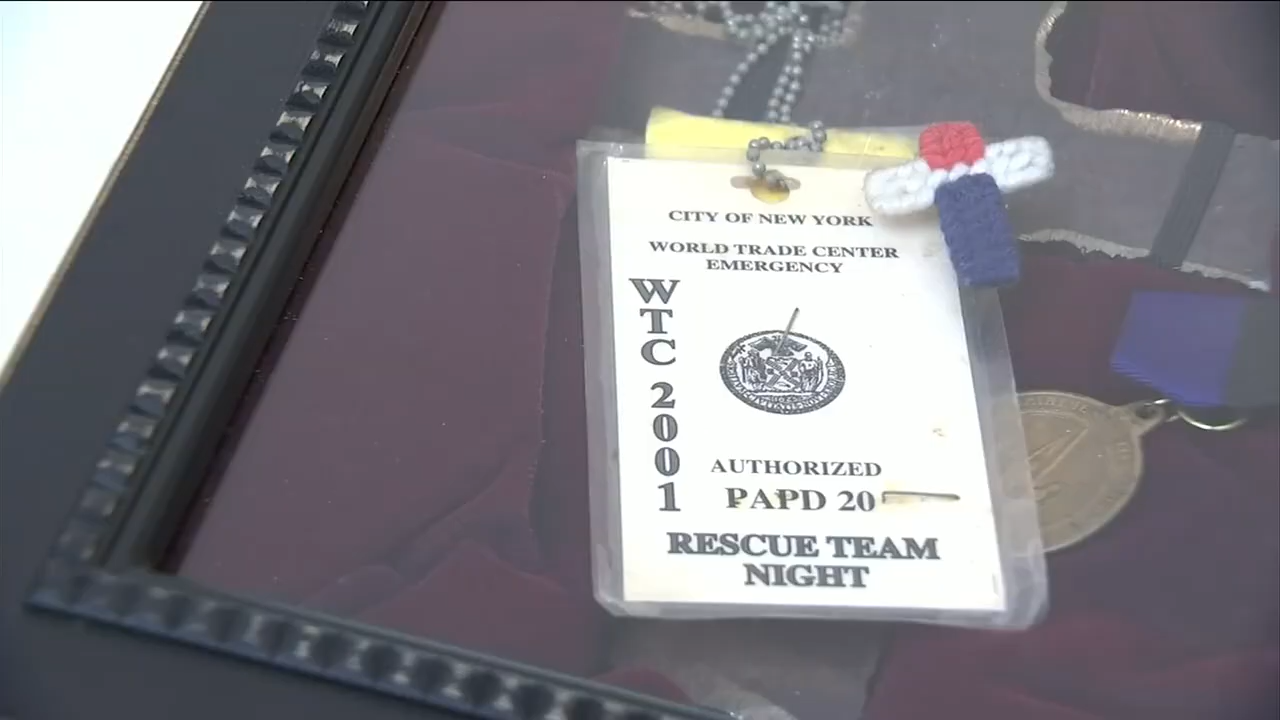 CITY OF NEW YORK
WORLD TRADE CENTER
EMERGENCY
WTC 2001
AUTHORIZED
PAPD 20
RESCUE TEAM
NIGHT